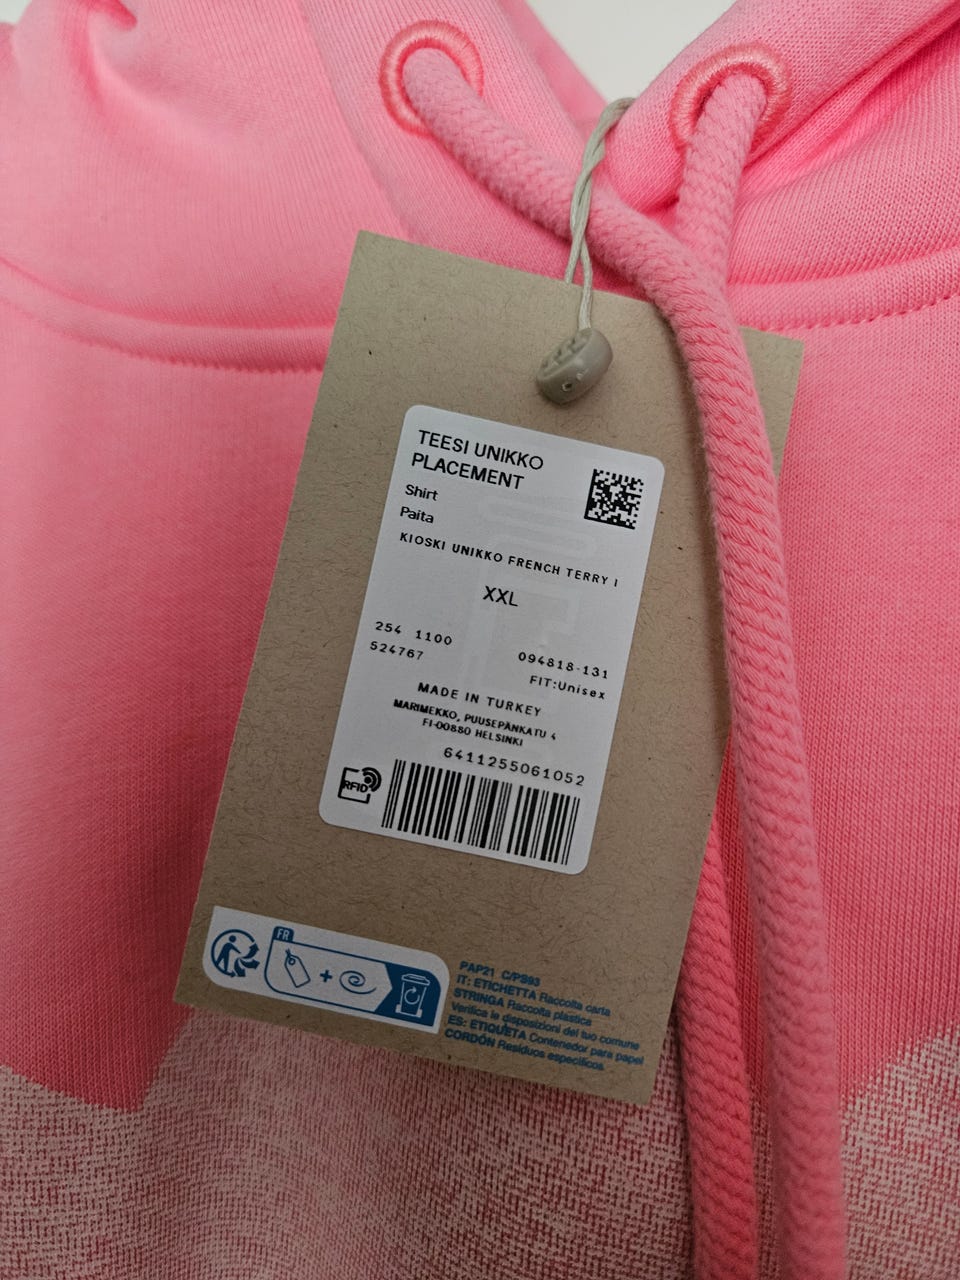 TEESI UNIKKO
PLACEMENT
Shirt
Paita
KIOSKI UNIKKO FRENCH TERRY I
XXL
254 1100
524767
094818-131
FIT:Unisex
MADE IN TURKEY
MARIMEKKO, PUUSEPÄNKATU 4
FI-00880 HELSINKI
6411255061052
RFID
FR
PAP21 C/PS93
IT: ETICHETTA Raccolta carta
STRINGA Raccolta plastica
Verifica le disposizioni del tuo comune
ES: ETIQUETA Contenedor para papel
CORDÓN Residuos específicos